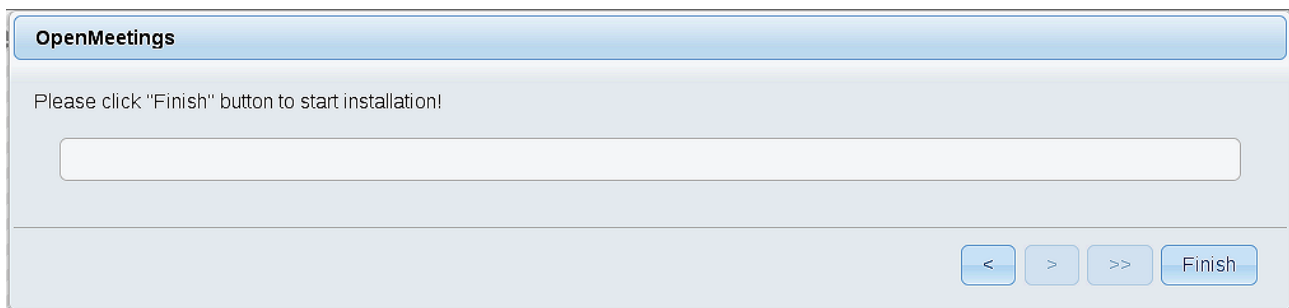 OpenMeetings
Please click "Finish" button to start installation!
< > >> Finish